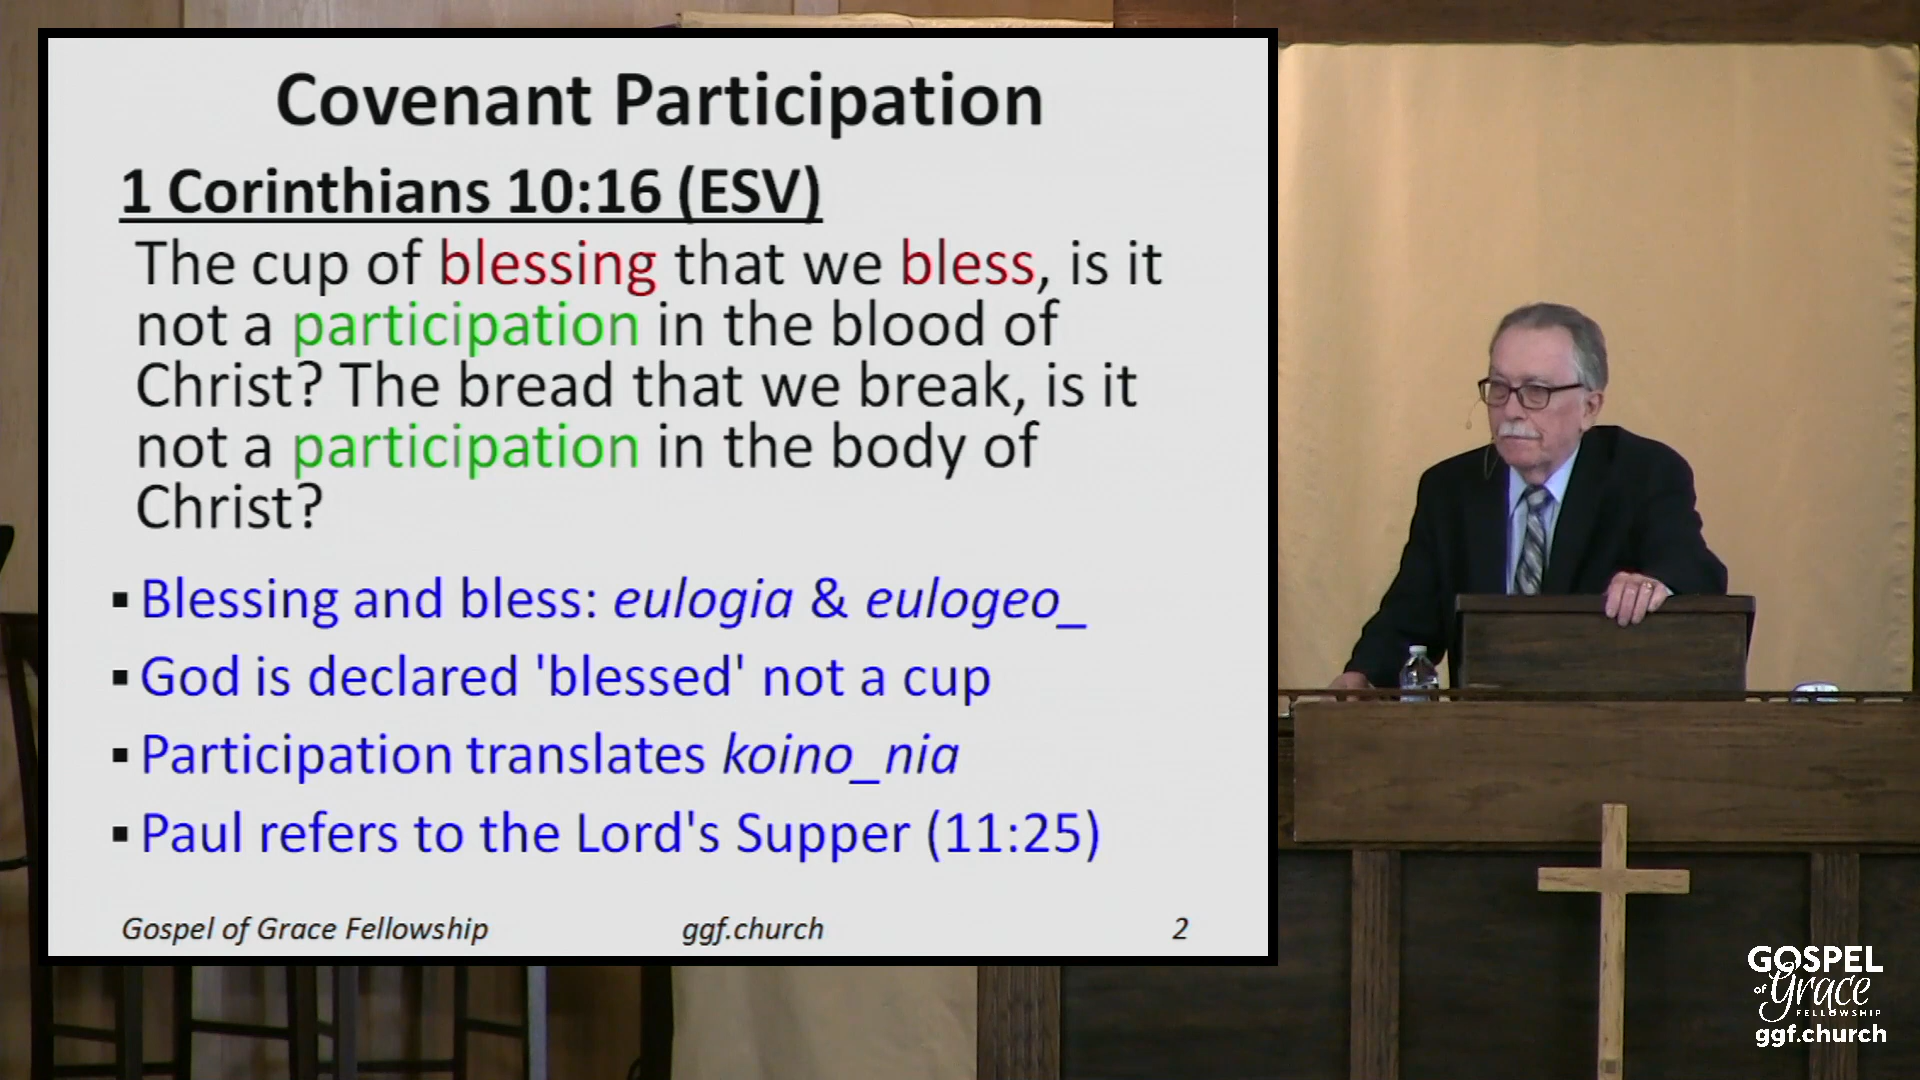 Covenant Participation
1 Corinthians 10:16 (ESV)
The cup of blessing that we bless, is it
not a participation in the blood of
Christ? The bread that we break, is it
not a participation in the body of
Christ?
▪ Blessing and bless: eulogia & eulogeo_
▪ God is declared 'blessed' not a cup
▪ Participation translates koino_nia
▪ Paul refers to the Lord's Supper (11:25)
Gospel of Grace Fellowship ggf.church 2
GOSPEL
of Grace
FELLOWSHIP
ggf.church